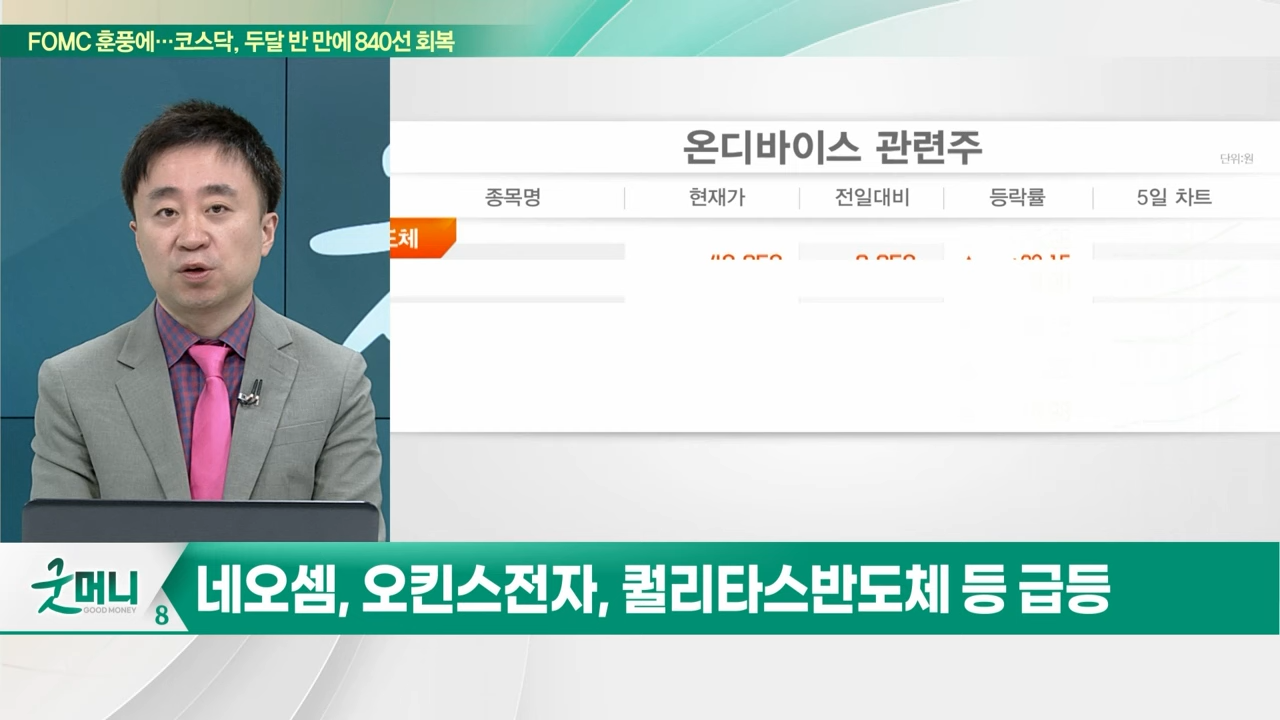 FOMC 훈풍에…코스닥, 두달 반 만에 840선 회복
온디바이스 관련주
단위:원
종목명 현재가 전일대비 등락률 5일 차트
굿머니
GOOD MONEY
8
네오셈, 오킨스전자, 퀄리타스반도체 등 급등